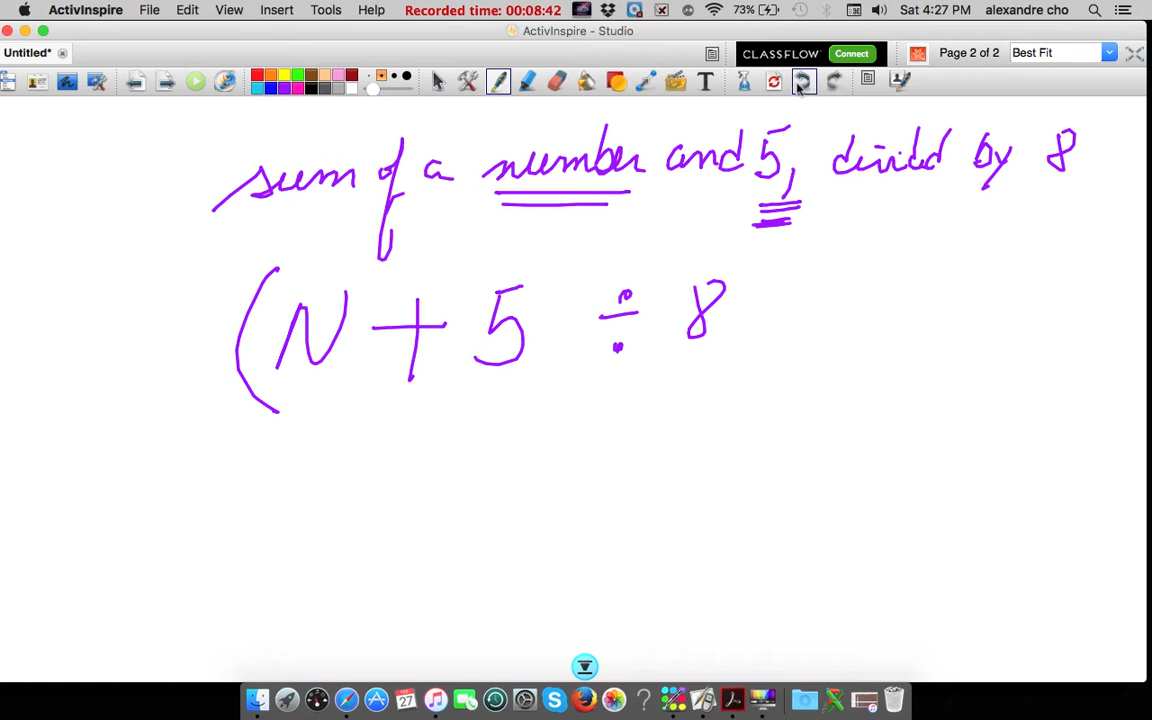 ActivInspire File Edit View Insert Tools Help Recorded time: 00:08:42 73% Sat 4:27 PM alexandre cho
ActivInspire - Studio
Untitled* CLASSFLOW Connect Page 2 of 2 Best Fit
sum of a number and 5, divided by 8
(N + 5 ÷ 8